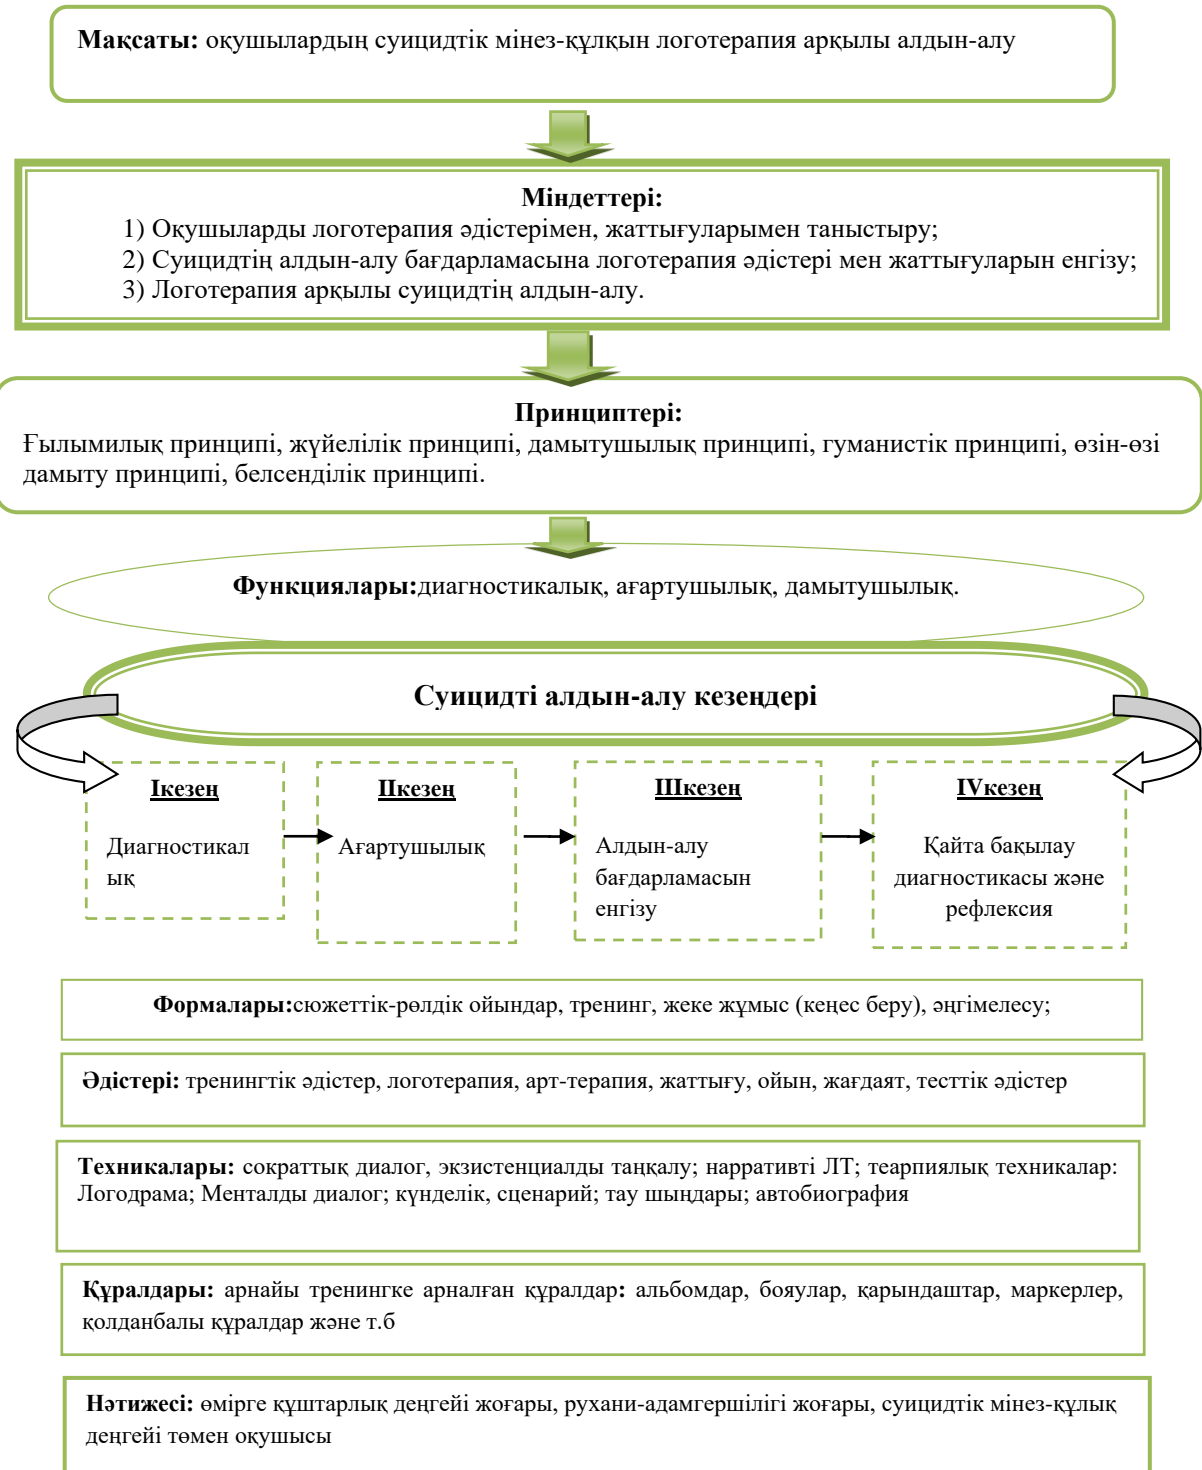 Мақсаты: оқушылардың суицидтік мінез-құлқын логотерапия арқылы алдын-алу
Міндеттері:
1) Оқушыларды логотерапия әдістерімен, жаттығуларымен таныстыру;
2) Суицидтің алдын-алу бағдарламасына логотерапия әдістері мен жаттығуларын енгізу;
3) Логотерапия арқылы суицидтің алдын-алу.
Принциптері:
Ғылымилық принципі, жүйелілік принципі, дамытушылық принципі, гуманистік принципі, өзін-өзі
дамыту принципі, белсенділік принципі.
Функциялары:диагностикалық, ағартушылық, дамытушылық.
Суицидті алдын-алу кезеңдері
Iкезең
Диагностикал
ық
IIкезең
Ағартушылық
IIIкезең
Алдын-алу
бағдарламасын
енгізу
IVкезең
Қайта бақылау
диагностикасы және
рефлексия
Формалары:сюжеттік-рөлдік ойындар, тренинг, жеке жұмыс (кеңес беру), әңгімелесу;
Әдістері: тренингтік әдістер, логотерапия, арт-терапия, жаттығу, ойын, жағдаят, тесттік әдістер
Техникалары: сократтық диалог, экзистенциалды таңқалу; нарративті ЛТ; теарпиялық техникалар:
Логодрама; Менталды диалог; күнделік, сценарий; тау шыңдары; автобиография
Құралдары: арнайы тренингке арналған құралдар: альбомдар, бояулар, қарындаштар, маркерлер,
қолданбалы құралдар және т.б
Нәтижесі: өмірге құштарлық деңгейі жоғары, рухани-адамгершілігі жоғары, суицидтік мінез-құлық
деңгейі төмен оқушысы